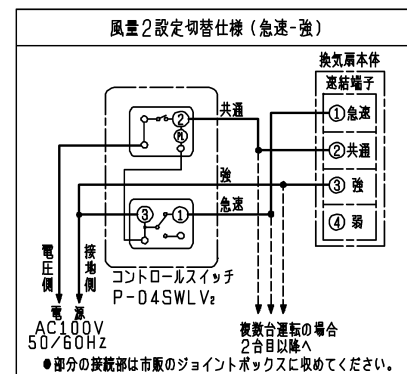 風量2設定切替仕様(急速-強)
換気扇本体
速結端子
①急速
②共通
③ 強
④ 弱
共通
強
急速
②
PL
③
①
コントロールスイッチ
P-04SWLV₂
電圧側
接地側
電 源
AC100V
50/60Hz
複数台運転の場合
2台目以降へ
●部分の接続部は市販のジョイントボックスに収めてください。